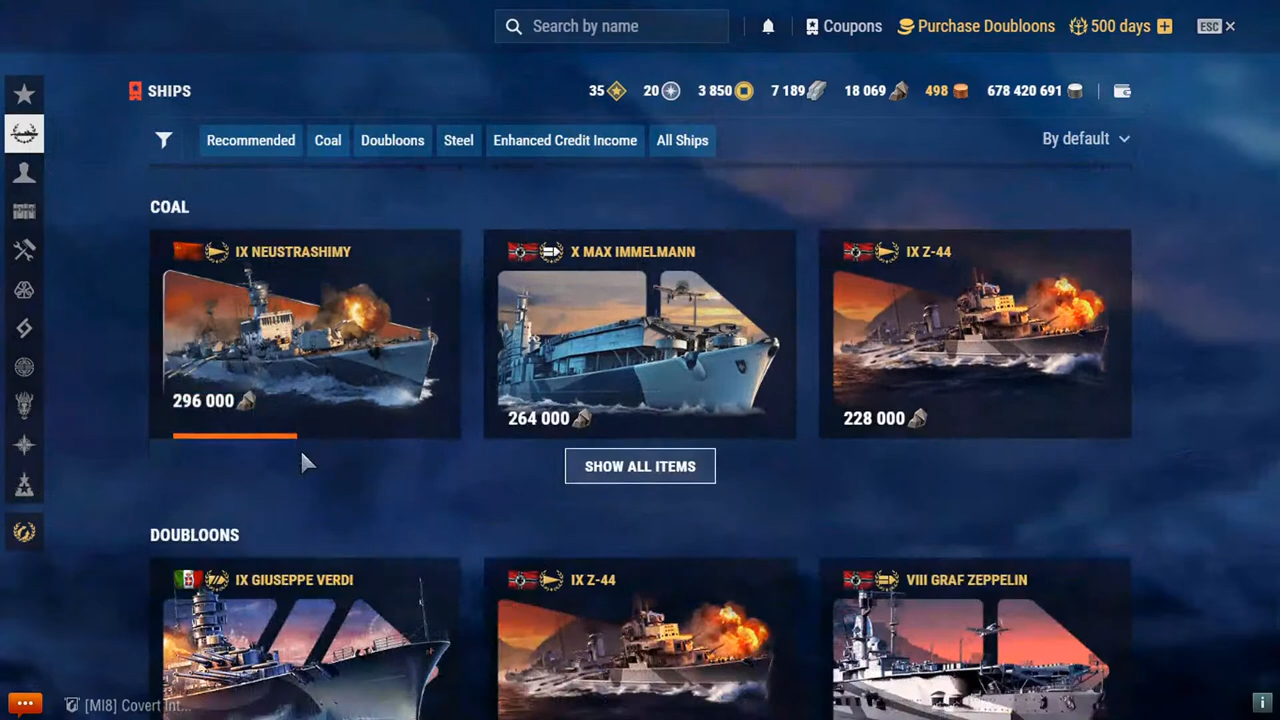 Search by name
Coupons
Purchase Doubloons
500 days
ESC
SHIPS
35
20
3 850
7 189
18 069
498
678 420 691
Recommended
Coal
Doubloons
Steel
Enhanced Credit Income
All Ships
By default
COAL
IX NEUSTRASHIMY
X MAX IMMELMANN
IX Z-44
296 000
264 000
228 000
SHOW ALL ITEMS
DOUBLOONS
IX GIUSEPPE VERDI
IX Z-44
VIII GRAF ZEPPELIN
[MI8] Covert Int...